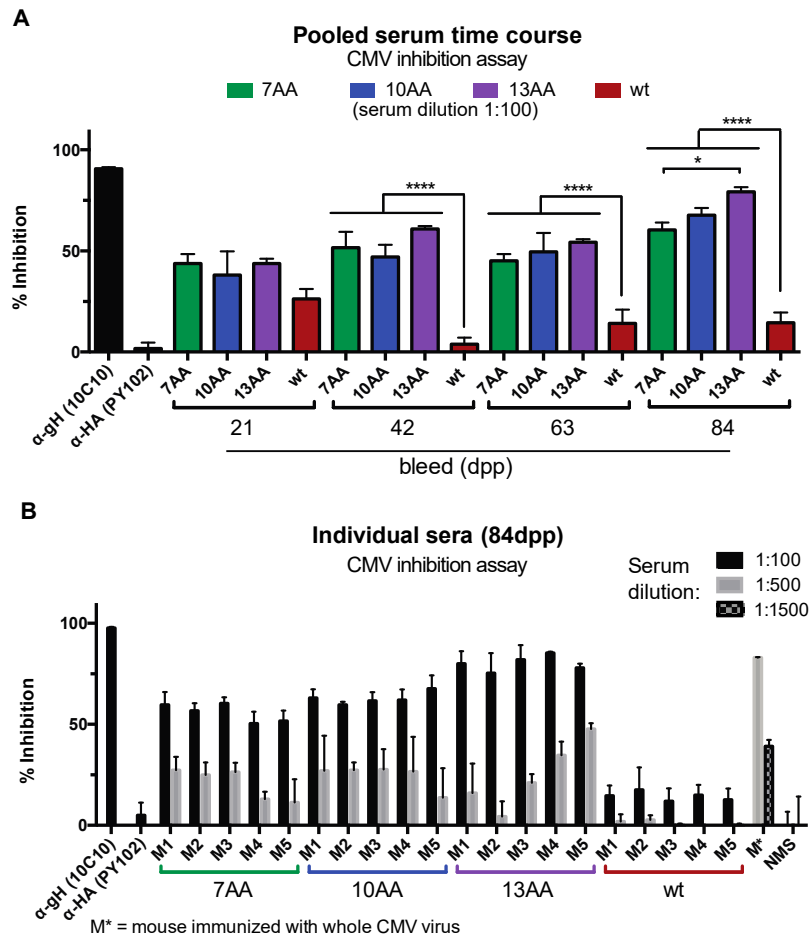 A
Pooled serum time course
CMV inhibition assay
7AA 10AA 13AA wt
(serum dilution 1:100)
% Inhibition
100
50
0
**** **** **** *
α-gH (10C10) α-HA (PY102) 7AA 10AA 13AA wt 7AA 10AA 13AA wt 7AA 10AA 13AA wt 7AA 10AA 13AA wt
21 42 63 84
bleed (dpp)
B
Individual sera (84dpp)
CMV inhibition assay
Serum
dilution:
1:100
1:500
1:1500
% Inhibition
100
50
0
α-gH (10C10) α-HA (PY102) M1 M2 M3 M4 M5 M1 M2 M3 M4 M5 M1 M2 M3 M4 M5 M1 M2 M3 M4 M5 M* NMS
7AA 10AA 13AA wt
M* = mouse immunized with whole CMV virus